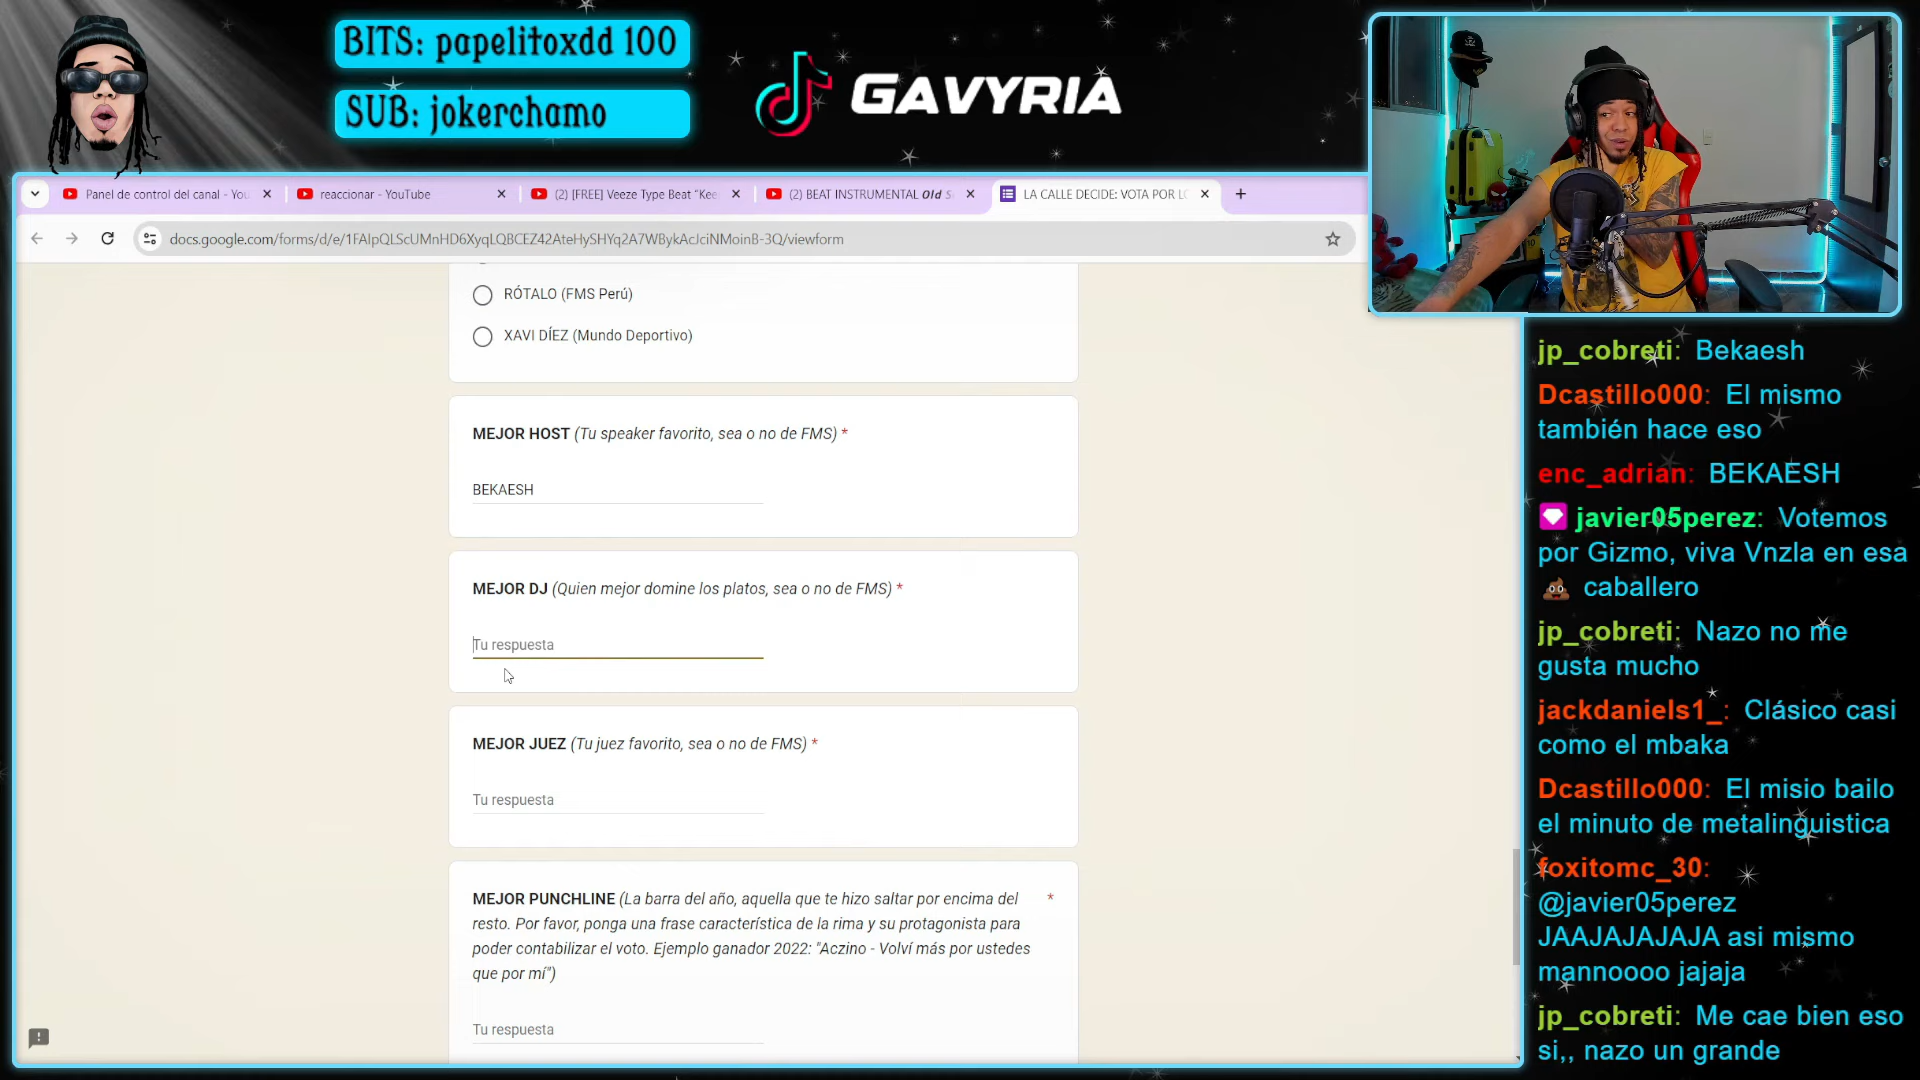 BITS: papelitoxdd 100
SUB: jokerchamo
GAVYRIA
Panel de control del canal - You
reaccionar - YouTube
(2) [FREE] Veeze Type Beat "Kee
(2) BEAT INSTRUMENTAL Old S
LA CALLE DECIDE: VOTA POR LO
docs.google.com/forms/d/e/1FAIpQLScUMnHD6XyqLQBCEZ42AteHySHYq2A7WBykAcJciNMoinB-3Q/viewform
RÓTALO (FMS Perú)
XAVI DÍEZ (Mundo Deportivo)
MEJOR HOST (Tu speaker favorito, sea o no de FMS) *
BEKAESH
MEJOR DJ (Quien mejor domine los platos, sea o no de FMS) *
Tu respuesta
MEJOR JUEZ (Tu juez favorito, sea o no de FMS) *
Tu respuesta
MEJOR PUNCHLINE (La barra del año, aquella que te hizo saltar por encima del *
resto. Por favor, ponga una frase característica de la rima y su protagonista para
poder contabilizar el voto. Ejemplo ganador 2022: "Aczino - Volví más por ustedes
que por mí")
Tu respuesta
jp_cobreti: Bekaesh
Dcastillo000: El mismo
también hace eso
enc_adrian: BEKAESH
javier05perez: Votemos
por Gizmo, viva Vnzla en esa
💩 caballero
jp_cobreti: Nazo no me
gusta mucho
jackdaniels1_: Clásico casi
como el mbaka
Dcastillo000: El misio bailo
el minuto de metalinguistica
foxitomc_30:
@javier05perez
JAAJAJAJAJA asi mismo
mannoooo jajaja
jp_cobreti: Me cae bien eso
si,, nazo un grande